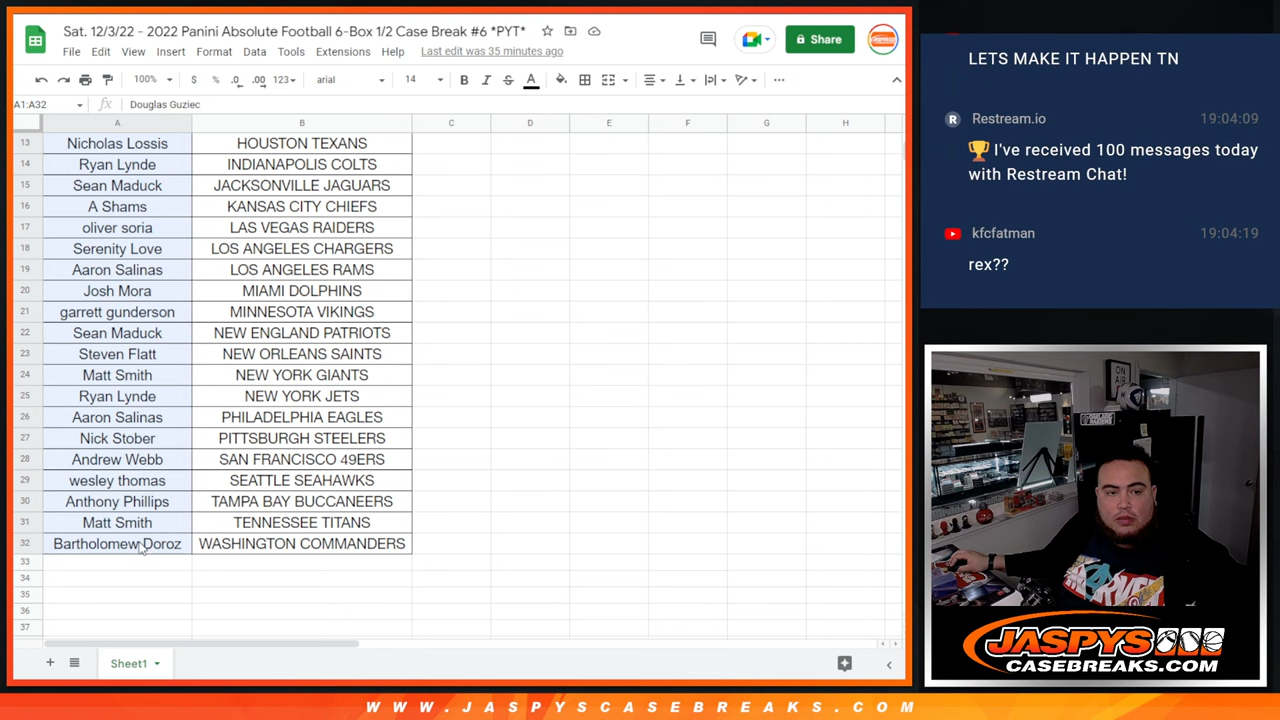 Sat. 12/3/22 - 2022 Panini Absolute Football 6-Box 1/2 Case Break #6 *PYT*
File Edit View Insert Format Data Tools Extensions Help Last edit was 35 minutes ago
Share
100% $ % .0 .00 123 arial 14 B I S A
A1:A32 fx Douglas Guziec
A B C D E F G H
13 Nicholas Lossis HOUSTON TEXANS
14 Ryan Lynde INDIANAPOLIS COLTS
15 Sean Maduck JACKSONVILLE JAGUARS
16 A Shams KANSAS CITY CHIEFS
17 oliver soria LAS VEGAS RAIDERS
18 Serenity Love LOS ANGELES CHARGERS
19 Aaron Salinas LOS ANGELES RAMS
20 Josh Mora MIAMI DOLPHINS
21 garrett gunderson MINNESOTA VIKINGS
22 Sean Maduck NEW ENGLAND PATRIOTS
23 Steven Flatt NEW ORLEANS SAINTS
24 Matt Smith NEW YORK GIANTS
25 Ryan Lynde NEW YORK JETS
26 Aaron Salinas PHILADELPHIA EAGLES
27 Nick Stober PITTSBURGH STEELERS
28 Andrew Webb SAN FRANCISCO 49ERS
29 wesley thomas SEATTLE SEAHAWKS
30 Anthony Phillips TAMPA BAY BUCCANEERS
31 Matt Smith TENNESSEE TITANS
32 Bartholomew Doroz WASHINGTON COMMANDERS
33
34
35
36
37
Sheet1
LETS MAKE IT HAPPEN TN
R Restream.io 19:04:09
🏆 I've received 100 messages today
with Restream Chat!
kfcfatman 19:04:19
rex??
ON
AIR
MARVEL
JASPYS
CASEBREAKS.COM
WWW.JASPYSCASEBREAKS.COM